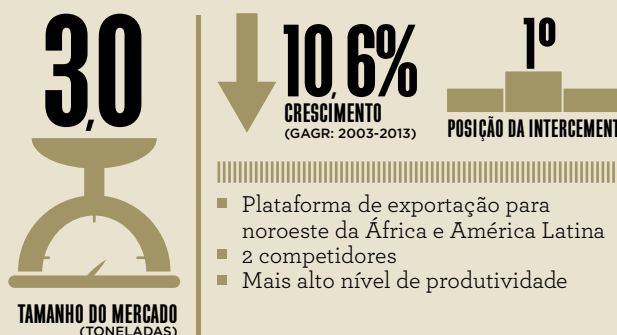 3,0
TAMANHO DO MERCADO
(TONELADAS)
10,6%
CRESCIMENTO
(GAGR: 2003-2013)
1º
POSIÇÃO DA INTERCEMENT
Plataforma de exportação para
noroeste da África e América Latina
2 competidores
Mais alto nível de produtividade